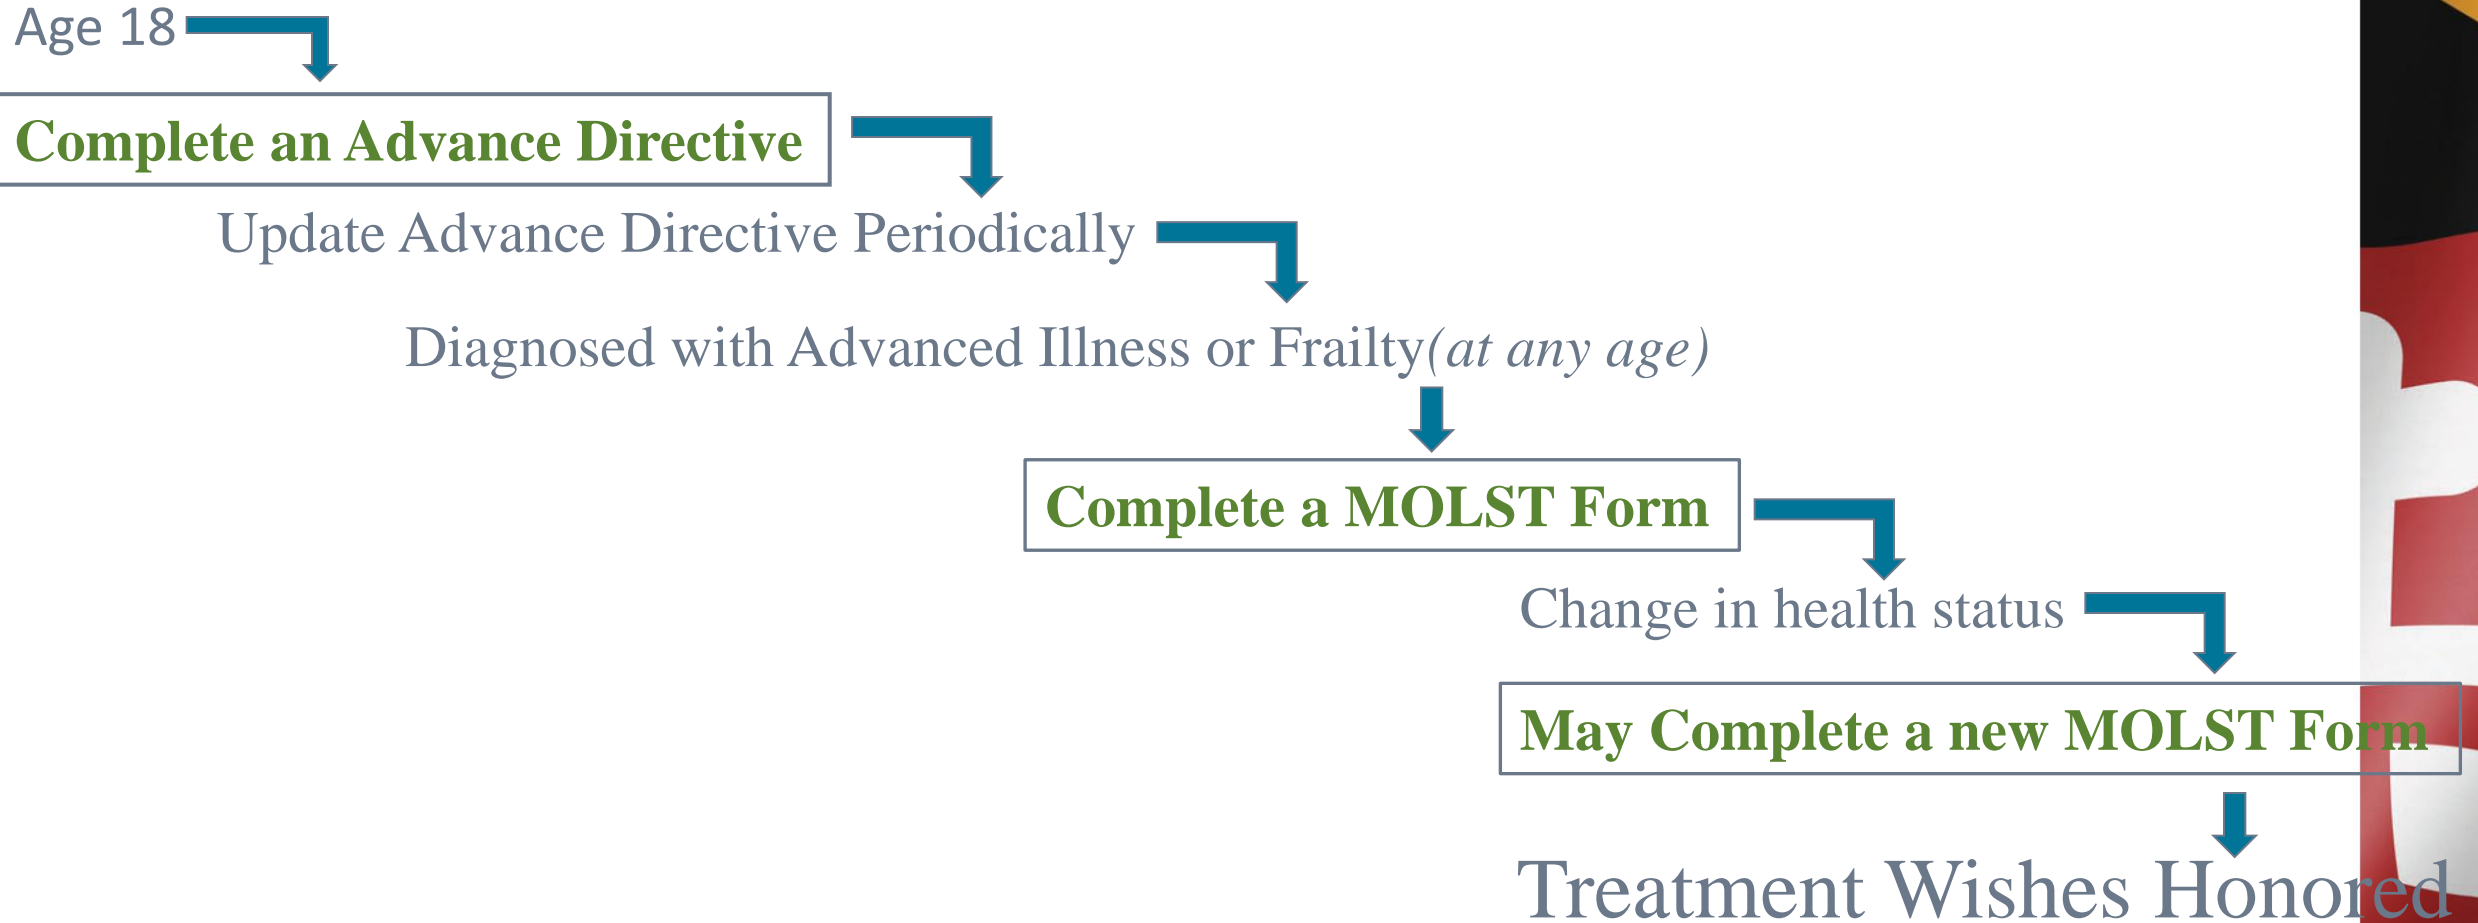 Age 18
Complete an Advance Directive
Update Advance Directive Periodically
Diagnosed with Advanced Illness or Frailty(at any age)
Complete a MOLST Form
Change in health status
May Complete a new MOLST Form
Treatment Wishes Honored